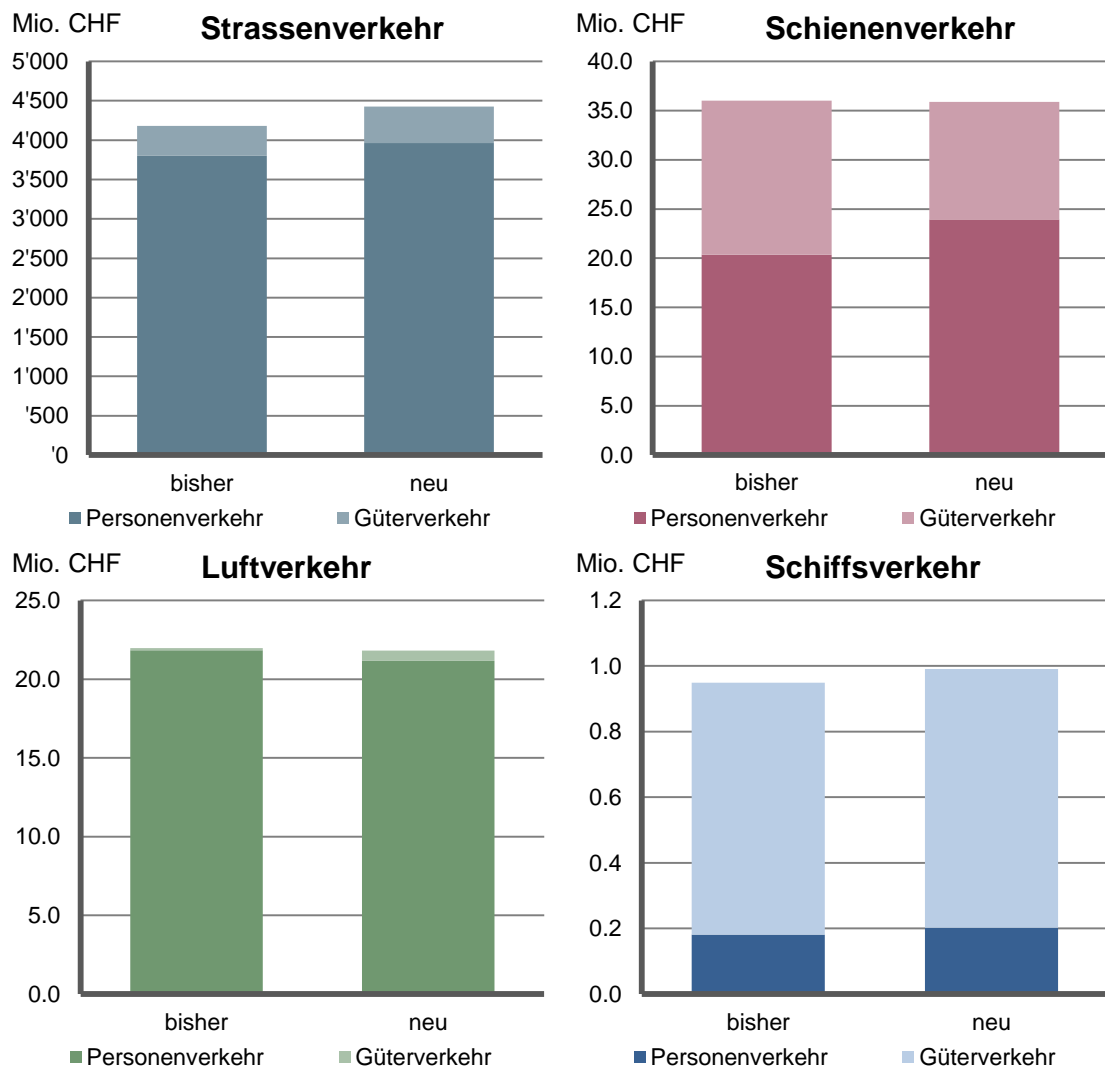 Mio. CHF Strassenverkehr
5'000
4'500
4'000
3'500
3'000
2'500
2'000
1'500
1'000
'500
'0
bisher neu
Personenverkehr Güterverkehr
Mio. CHF Schienenverkehr
40.0
35.0
30.0
25.0
20.0
15.0
10.0
5.0
0.0
bisher neu
Personenverkehr Güterverkehr
Mio. CHF Luftverkehr
25.0
20.0
15.0
10.0
5.0
0.0
bisher neu
Personenverkehr Güterverkehr
Mio. CHF Schiffsverkehr
1.2
1.0
0.8
0.6
0.4
0.2
0.0
bisher neu
Personenverkehr Güterverkehr